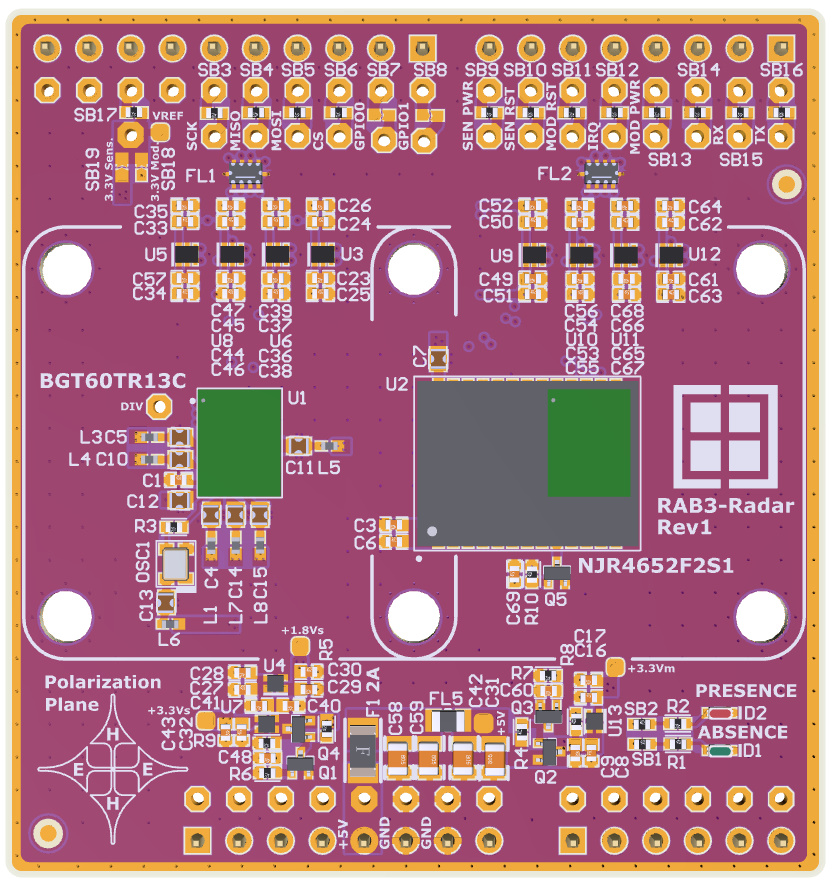 SB3 SB4 SB5 SB6 SB7 SB8 SB9 SB10 SB11 SB12 SB14 SB16
SB17 VREF
SCK MISO MOSI CS GPIO0 GPIO1 SEN PWR SEN RST MOD RST IRQ MOD PWR RX TX
SB13 SB15
SB19 3.3V Sens. 3.3V Mod. SB18
FL1 FL2
C35 C26 C52 C64
C33 C24 C50 C62
U5 U3 U9 U12
C57 C23 C49 C61
C34 C25 C51 C63
C47 C39 C56 C68
C45 C37 C54 C66
U8 U6 U10 U11
C44 C36 C53 C65
C46 C38 C55 C67
C7
BGT60TR13C U1 U2
DIV
L3 C5
L4 C10 C11 L5
C1
C12
R3 C3
C6
RAB3-Radar
Rev1
OSC1 C4 C14 C15
NJR4652F2S1
C13 L1 L7 L8 C69 R10 Q5
L6
+1.8Vs R5 R8 C17
C16
C28 U4 C30 R7 +3.3Vm
C27 C29 C60
Polarization
Plane
C41 U7 C40 F1 2A FL5 C42 C31 Q3 U13
PRESENCE
+3.3Vs C43 C32 C58 C59 +5V SB2 R2 ID2
ABSENCE
R9 C48 Q4 R4 SB1 R1 ID1
R6 Q1 Q2 C9 C8
H
E E
H
F
+5V GND GND